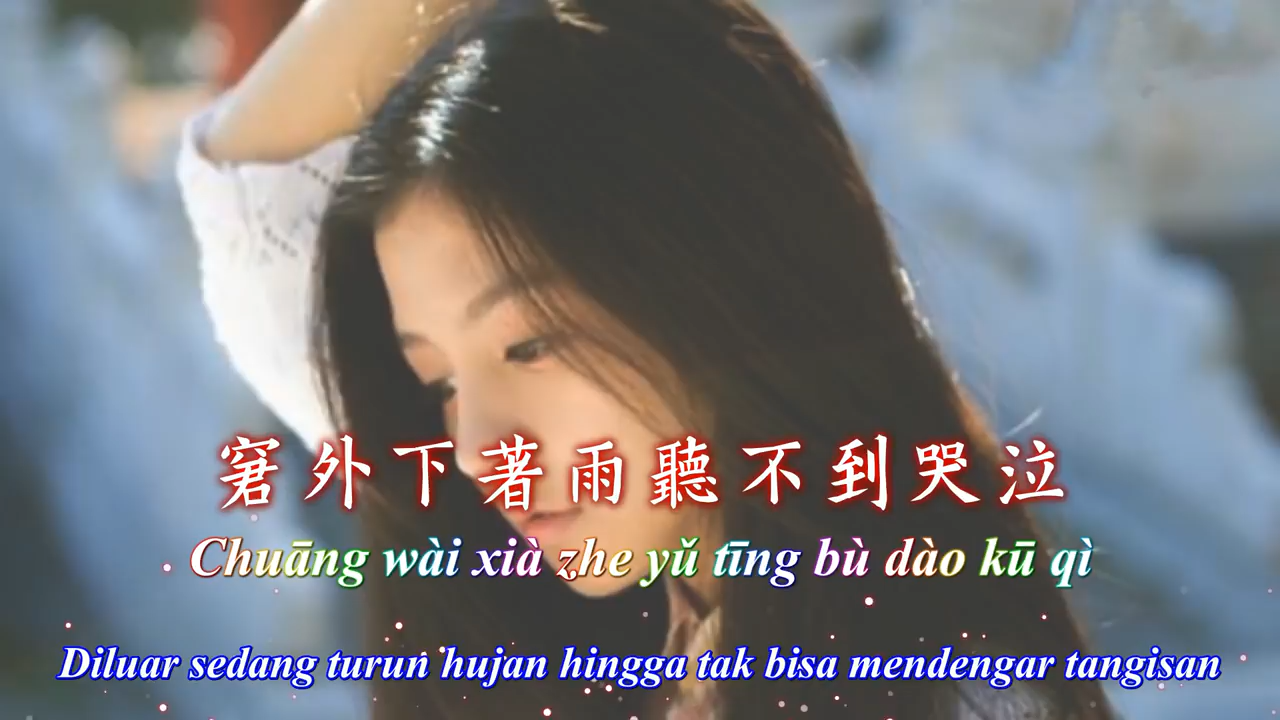 窘外下著雨聽不到哭泣
Chuāng wài xià zhe yǔ tīng bù dào kū qì
Diluar sedang turun hujan hingga tak bisa mendengar tangisan